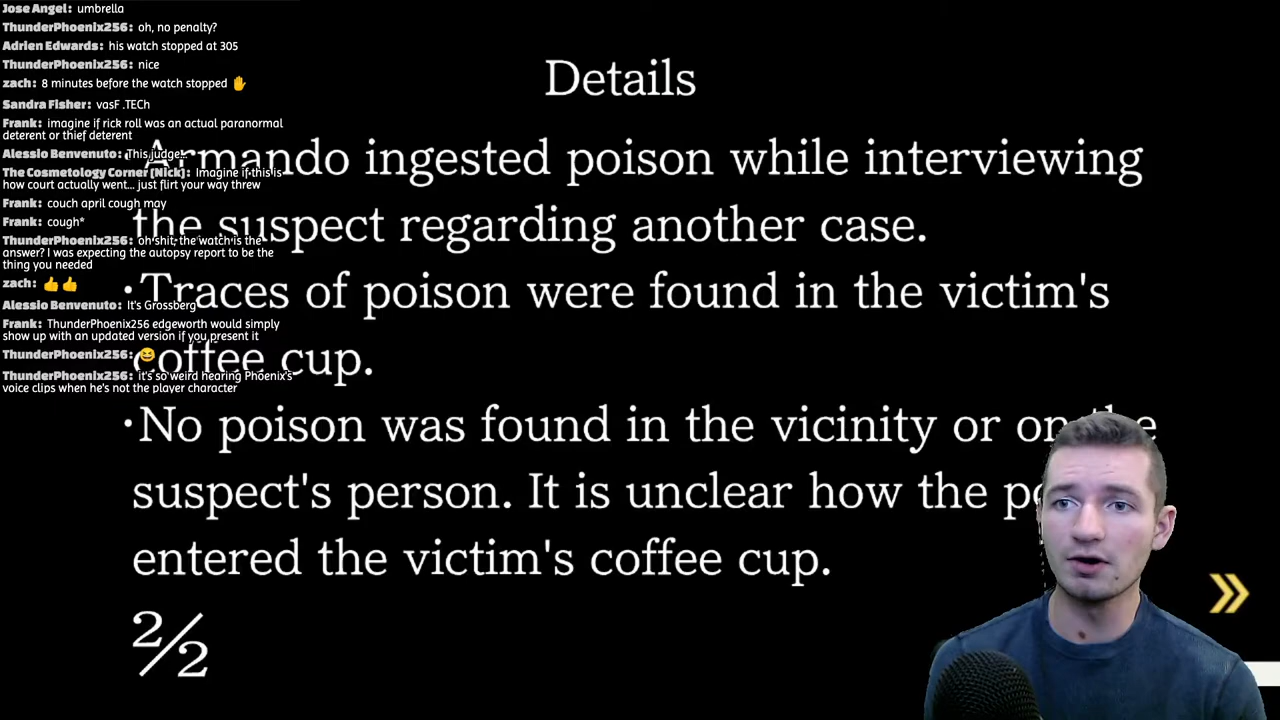 Jose Angel: umbrella
ThunderPhoenix256: oh, no penalty?
Adrien Edwards: his watch stopped at 305
ThunderPhoenix256: nice
zach: 8 minutes before the watch stopped ✋
Sandra Fisher: vasF .TECh
Frank: imagine if rick roll was an actual paranormal
deterent or thief deterent
Alessio Benvenuto: This judge...
The Cosmetology Corner [Nick]: Imagine if this is
how court actually went... just flirt your way threw
Frank: couch april cough may
Frank: cough*
ThunderPhoenix256: oh shit, the watch is the
answer? I was expecting the autopsy report to be the
thing you needed
zach: 👍👍
Alessio Benvenuto: It's Grossberg
Frank: ThunderPhoenix256 edgeworth would simply
show up with an updated version if you present it
ThunderPhoenix256: 😆
ThunderPhoenix256: it's so weird hearing Phoenix's
voice clips when he's not the player character
Details
·Armando ingested poison while interviewing
the suspect regarding another case.
·Traces of poison were found in the victim's
coffee cup.
·No poison was found in the vicinity or on the
suspect's person. It is unclear how the
entered the victim's coffee cup.
2/2